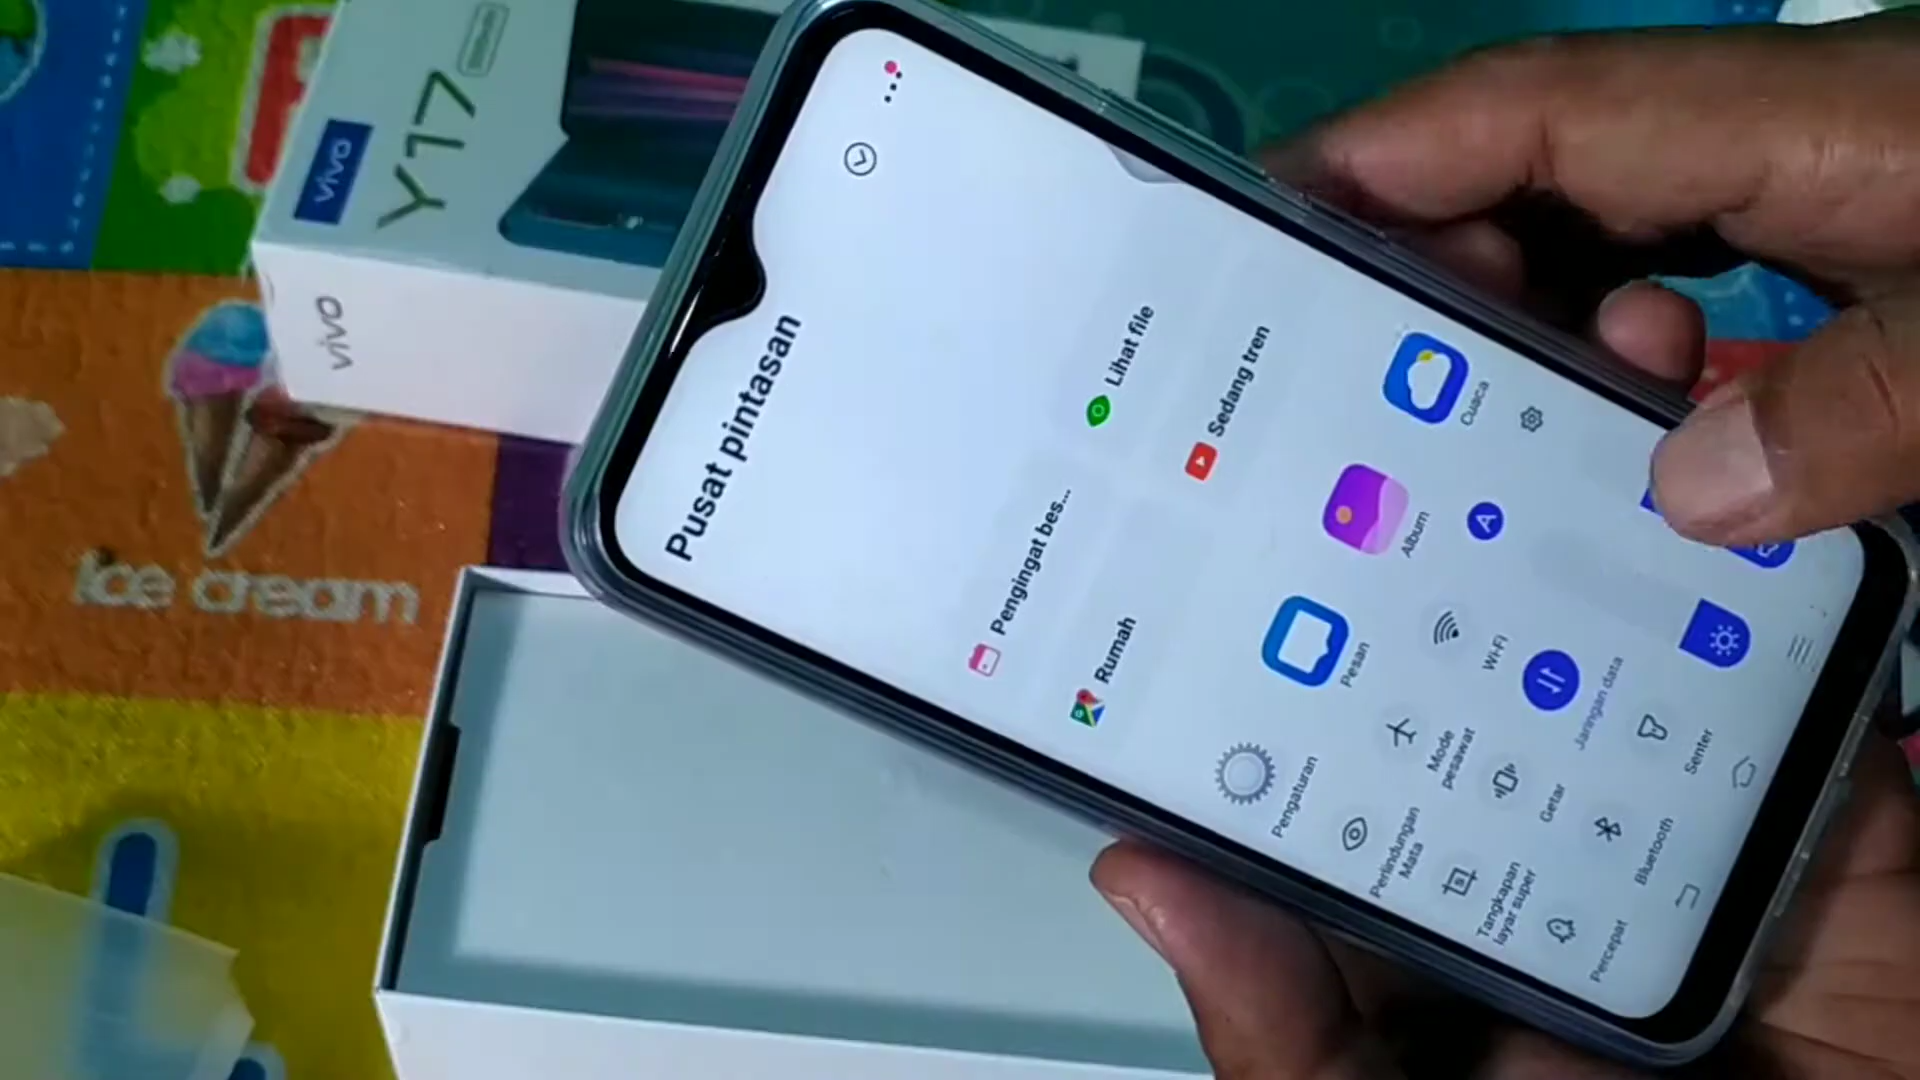 vivo
Y17
vivo
Ice cream
Pusat pintasan
Pengingat bes...
Lihat file
Rumah
Sedang tren
Pengaturan
Pesan
Album
Cuaca
A
Perlindungan
Mata
Mode
pesawat
Wi-Fi
Tangkapan
layar super
Getar
Jaringan data
Percepat
Bluetooth
Senter